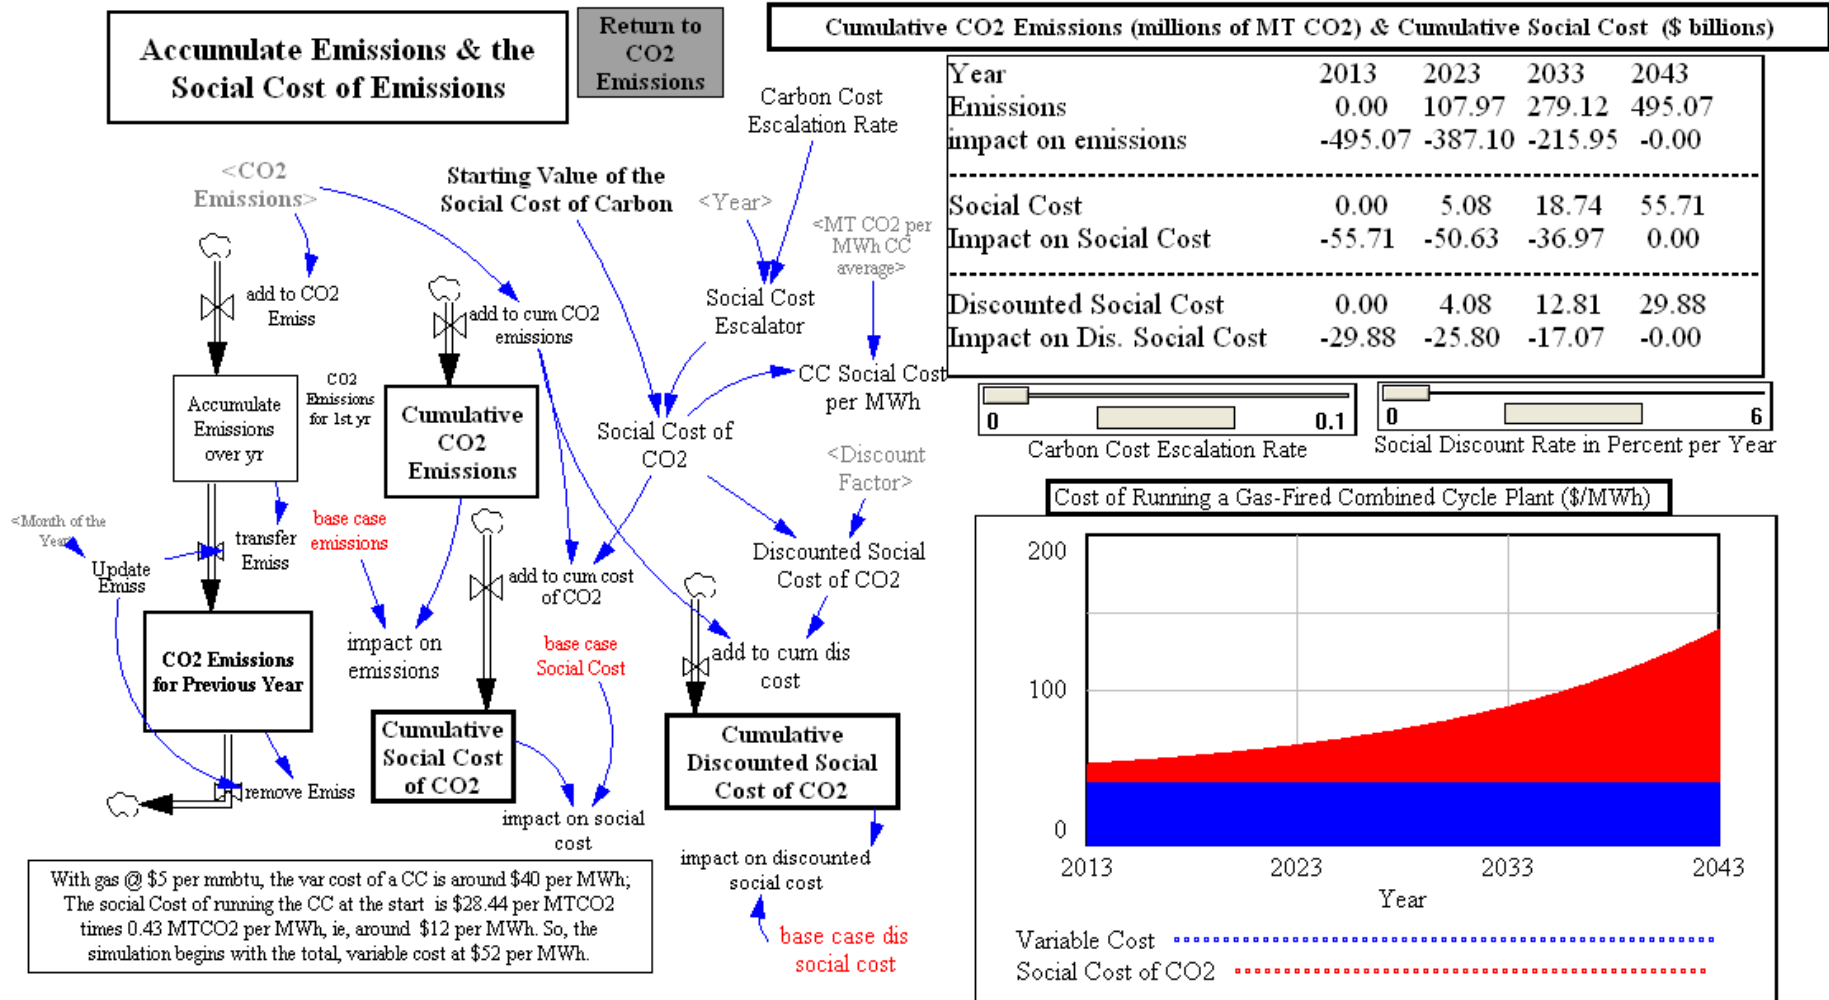 Accumulate Emissions & the
Social Cost of Emissions
Return to
CO2
Emissions
Cumulative CO2 Emissions (millions of MT CO2) & Cumulative Social Cost ($ billions)
Year 2013 2023 2033 2043
Emissions 0.00 107.97 279.12 495.07
impact on emissions -495.07 -387.10 -215.95 -0.00
Social Cost 0.00 5.08 18.74 55.71
Impact on Social Cost -55.71 -50.63 -36.97 0.00
Discounted Social Cost 0.00 4.08 12.81 29.88
Impact on Dis. Social Cost -29.88 -25.80 -17.07 -0.00
0 0.1
Carbon Cost Escalation Rate
0 6
Social Discount Rate in Percent per Year
Carbon Cost
Escalation Rate
<CO2
Emissions>
Starting Value of the
Social Cost of Carbon
<Year>
<MT CO2 per
MWh CC
average>
add to CO2
Emiss
add to cum CO2
emissions
Social Cost
Escalator
CC Social Cost
per MWh
Accumulate
Emissions
over yr
CO2
Emissions
for 1st yr
Cumulative
CO2
Emissions
Social Cost of
CO2
<Discount
Factor>
<Month of the
Year>
Update
Emiss
transfer
Emiss
base case
emissions
add to cum cost
of CO2
Discounted Social
Cost of CO2
CO2 Emissions
for Previous Year
impact on
emissions
base case
Social Cost
add to cum dis
cost
Cumulative
Social Cost
of CO2
Cumulative
Discounted Social
Cost of CO2
remove Emiss
impact on social
cost
impact on discounted
social cost
base case dis
social cost
With gas @ $5 per mmbtu, the var cost of a CC is around $40 per MWh;
The social Cost of running the CC at the start is $28.44 per MTCO2
times 0.43 MTCO2 per MWh, ie, around $12 per MWh. So, the
simulation begins with the total, variable cost at $52 per MWh.
Cost of Running a Gas-Fired Combined Cycle Plant ($/MWh)
200
100
0
2013 2023 2033 2043
Year
Variable Cost
Social Cost of CO2